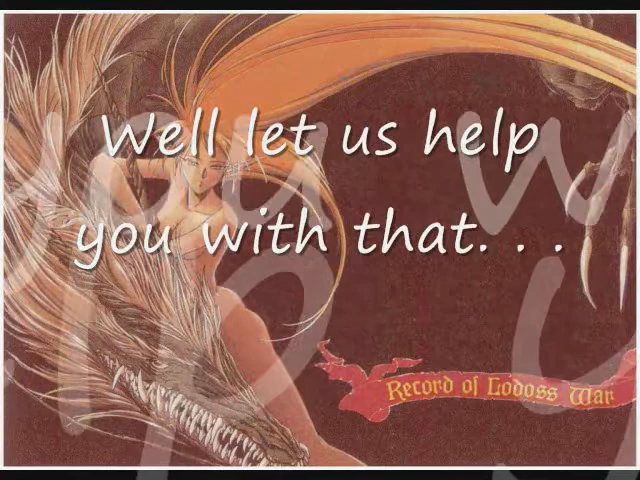 Well let us help
you with that. . .
Record of Lodoss War